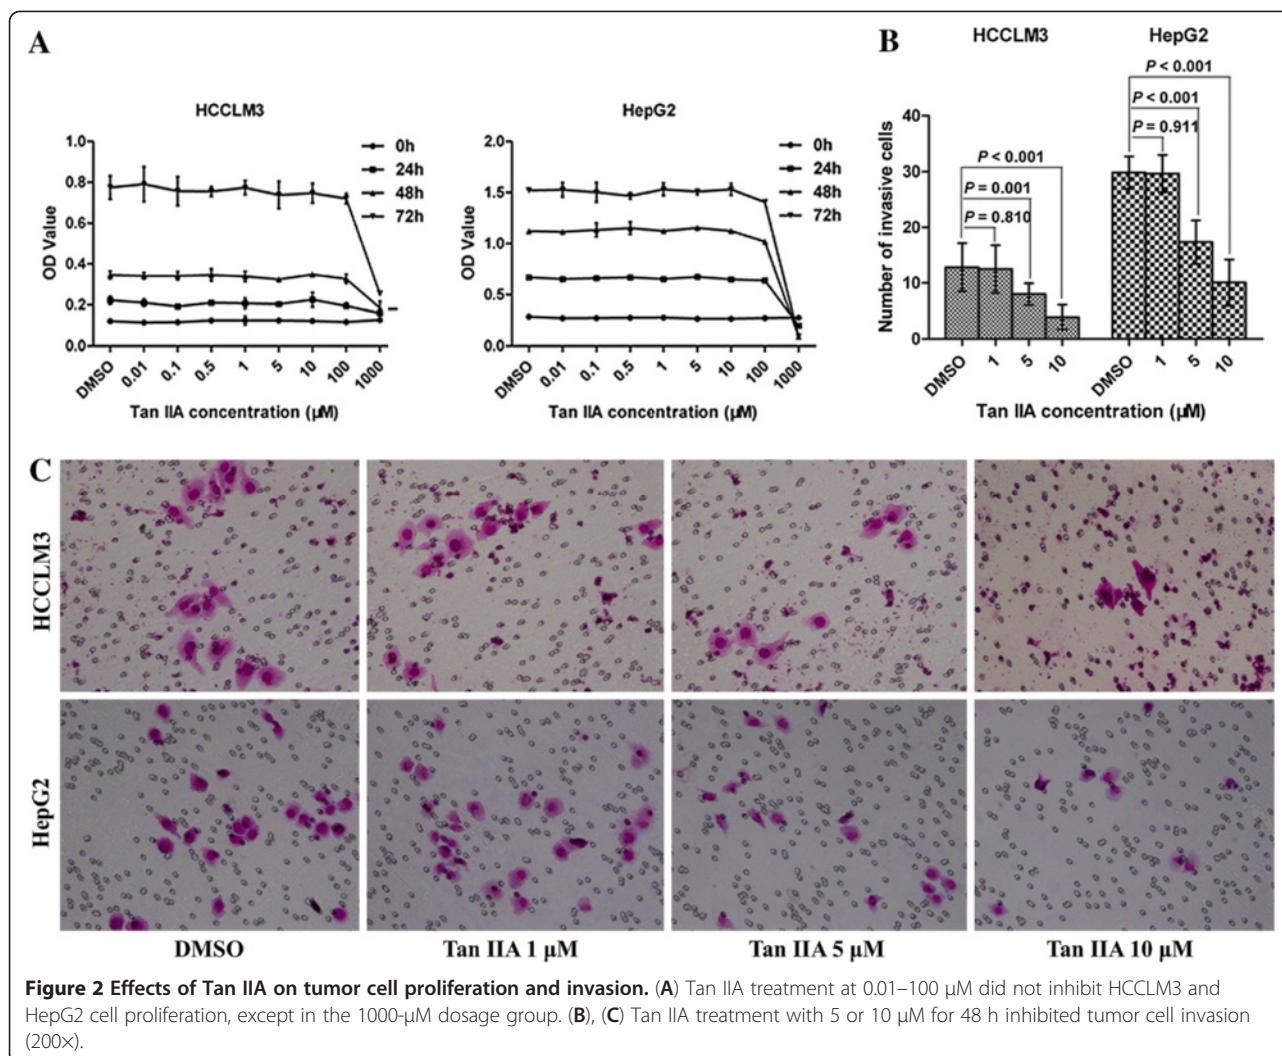 A
HCCLM3
OD Value
1.0
0.8
0.6
0.4
0.2
0.0
0h
24h
48h
72h
DMSO 0.01 0.1 0.5 1 5 10 100 1000
Tan IIA concentration (µM)
HepG2
OD Value
2.0
1.5
1.0
0.5
0.0
0h
24h
48h
72h
DMSO 0.01 0.1 0.5 1 5 10 100 1000
Tan IIA concentration (µM)
B
HCCLM3 HepG2
Number of invasive cells
40
30
20
10
0
P < 0.001
P = 0.001
P = 0.810
P < 0.001
P < 0.001
P = 0.911
DMSO 1 5 10 DMSO 1 5 10
Tan IIA concentration (µM)
C
HCCLM3
HepG2
DMSO Tan IIA 1 µM Tan IIA 5 µM Tan IIA 10 µM
Figure 2 Effects of Tan IIA on tumor cell proliferation and invasion. (A) Tan IIA treatment at 0.01–100 µM did not inhibit HCCLM3 and
HepG2 cell proliferation, except in the 1000-µM dosage group. (B), (C) Tan IIA treatment with 5 or 10 µM for 48 h inhibited tumor cell invasion
(200×).